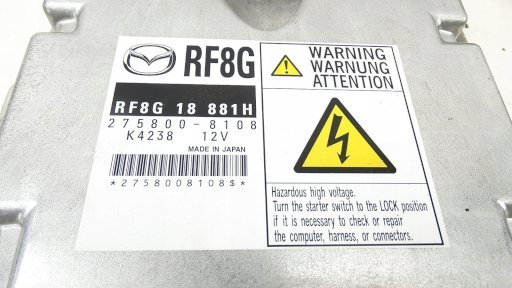 RF8G
RF8G 18 881H
275800-8108
K4238 12V
MADE IN JAPAN
*2758008108$*
WARNING
WARNUNG
ATTENTION
Hazardous high voltage.
Turn the starter switch to the LOCK position
if it is necessary to check or repair
the computer, harness, or connectors.